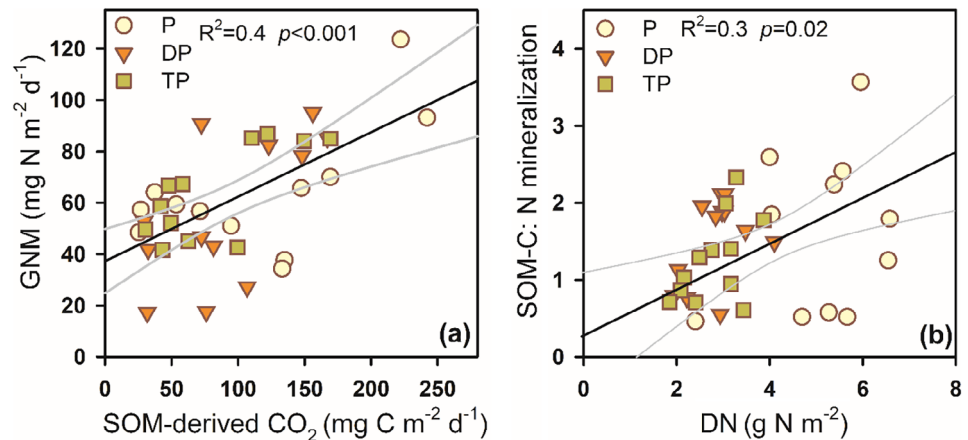 P
DP
TP
R²=0.4 p<0.001
120
100
80
60
40
20
0
GNM (mg N m⁻² d⁻¹)
0 50 100 150 200 250
SOM-derived CO₂ (mg C m⁻² d⁻¹)
(a)
P
DP
TP
R²=0.3 p=0.02
4
3
2
1
0
SOM-C: N mineralization
0 2 4 6 8
DN (g N m⁻²)
(b)